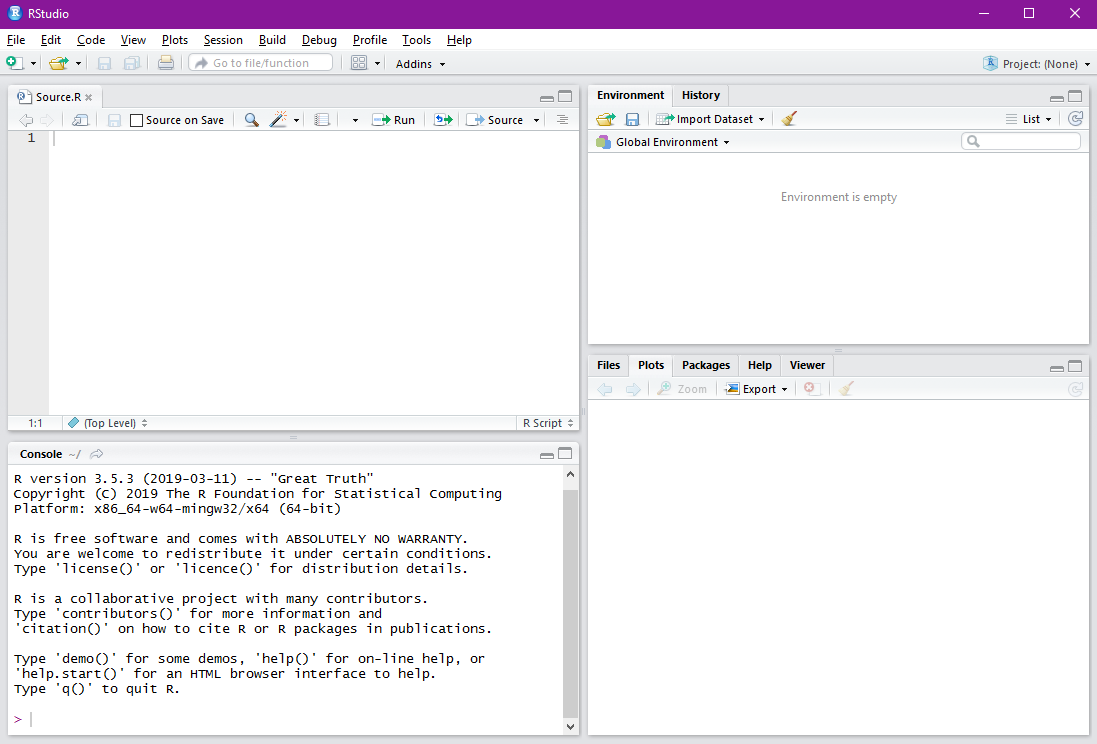 RStudio
File Edit Code View Plots Session Build Debug Profile Tools Help
Go to file/function Addins Project: (None)
Source.R
Source on Save Run Source
1
1:1 (Top Level) R Script
Console ~/
R version 3.5.3 (2019-03-11) -- "Great Truth"
Copyright (C) 2019 The R Foundation for Statistical Computing
Platform: x86_64-w64-mingw32/x64 (64-bit)
R is free software and comes with ABSOLUTELY NO WARRANTY.
You are welcome to redistribute it under certain conditions.
Type 'license()' or 'licence()' for distribution details.
R is a collaborative project with many contributors.
Type 'contributors()' for more information and
'citation()' on how to cite R or R packages in publications.
Type 'demo()' for some demos, 'help()' for on-line help, or
'help.start()' for an HTML browser interface to help.
Type 'q()' to quit R.
>
Environment History
Import Dataset List
Global Environment
Environment is empty
Files Plots Packages Help Viewer
Zoom Export